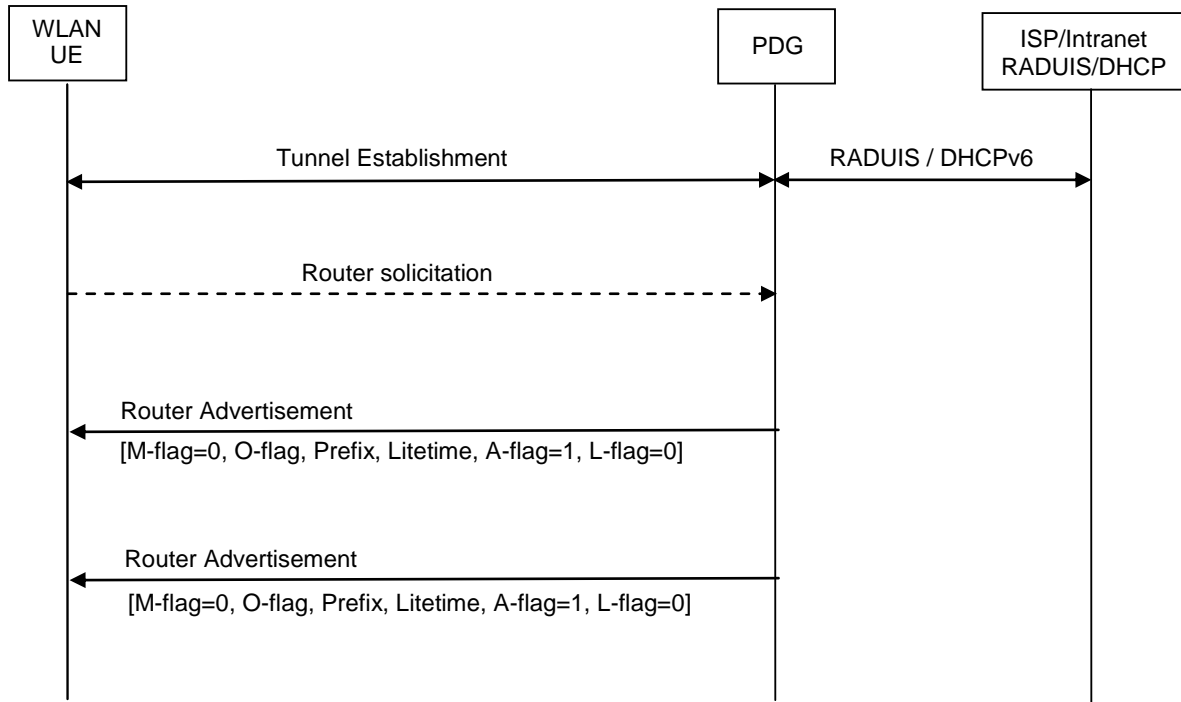 WLAN
UE
PDG
ISP/Intranet
RADUIS/DHCP
Tunnel Establishment
RADUIS / DHCPv6
Router solicitation
Router Advertisement
[M-flag=0, O-flag, Prefix, Litetime, A-flag=1, L-flag=0]
Router Advertisement
[M-flag=0, O-flag, Prefix, Litetime, A-flag=1, L-flag=0]